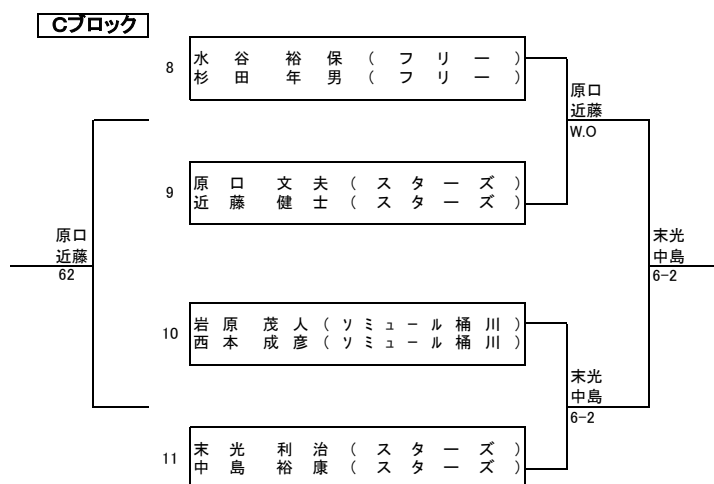 Cブロック
8
水谷 裕保(フリー)
杉田 年男(フリー)
原口
近藤
W.O
9
原口 文夫(スターズ)
近藤 健士(スターズ)
原口
近藤
62
末光
中島
6-2
10
岩原 茂人(ソミュール桶川)
西本 成彦(ソミュール桶川)
末光
中島
6-2
11
末光 利治(スターズ)
中島 裕康(スターズ)